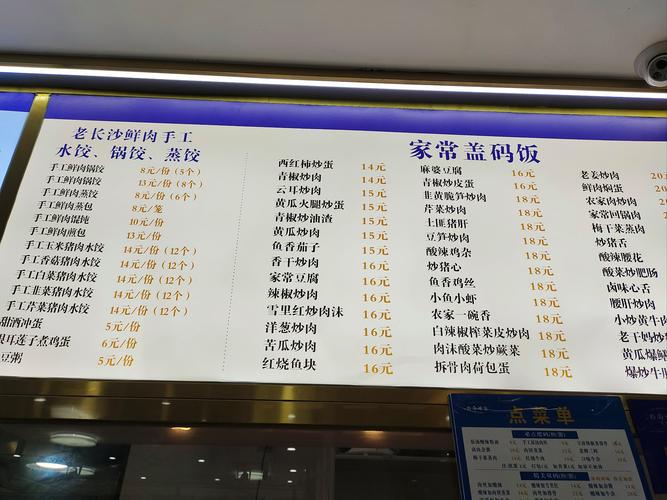 老长沙鲜肉手工
水饺、锅饺、蒸饺
手工鲜肉锅饺 8元/份(5个)
手工鲜肉锅饺 13元/份(8个)
手工鲜肉蒸饺 8元/份(6个)
手工鲜肉蒸包 8元/笼
手工鲜肉馄饨 10元/份
手工鲜肉煎包 13元/份
手工玉米猪肉水饺 14元/份(12个)
手工香菇猪肉水饺 14元/份(12个)
手工白菜猪肉水饺 14元/份(12个)
手工韭菜猪肉水饺 14元/份(12个)
手工芹菜猪肉水饺 14元/份(12个)
甜酒冲蛋 5元/份
耳莲子煮鸡蛋 6元/份
豆粥 5元/份
家常盖码饭
西红柿炒蛋 14元
青椒炒肉 14元
云耳炒肉 15元
黄瓜火腿炒蛋 15元
青椒炒油渣 15元
黄瓜炒肉 15元
鱼香茄子 15元
香干炒肉 16元
家常豆腐 16元
辣椒炒肉 16元
雪里红炒肉沫 16元
洋葱炒肉 16元
苦瓜炒肉 16元
红烧鱼块 16元
麻婆豆腐 16元
青椒炒皮蛋 16元
韭黄脆笋炒肉 18元
芹菜炒肉 18元
土匪猪肝 18元
豆笋炒肉 18元
酸辣鸡杂 18元
炒猪心 18元
鱼香鸡丝 18元
小鱼小虾 18元
农家一碗香 18元
白辣椒榨菜皮炒肉 18元
肉沫酸菜炒蕨菜 18元
拆骨肉荷包蛋 18元
老姜炒肉 20
鲜肉焖蛋
农家肉炒肉
家常回锅肉
梅干菜蒸肉
炒猪舌
酸辣腰花
酸菜炒肥肠
卤味心舌
腰肝炒肉
小炒黄牛肉
老干妈炒
黄瓜爆鳝
爆炒牛肚
点菜单